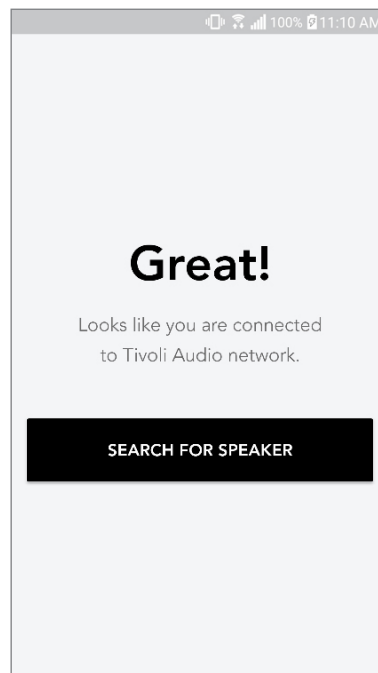 100% 11:10 AM
Great!
Looks like you are connected
to Tivoli Audio network.
SEARCH FOR SPEAKER